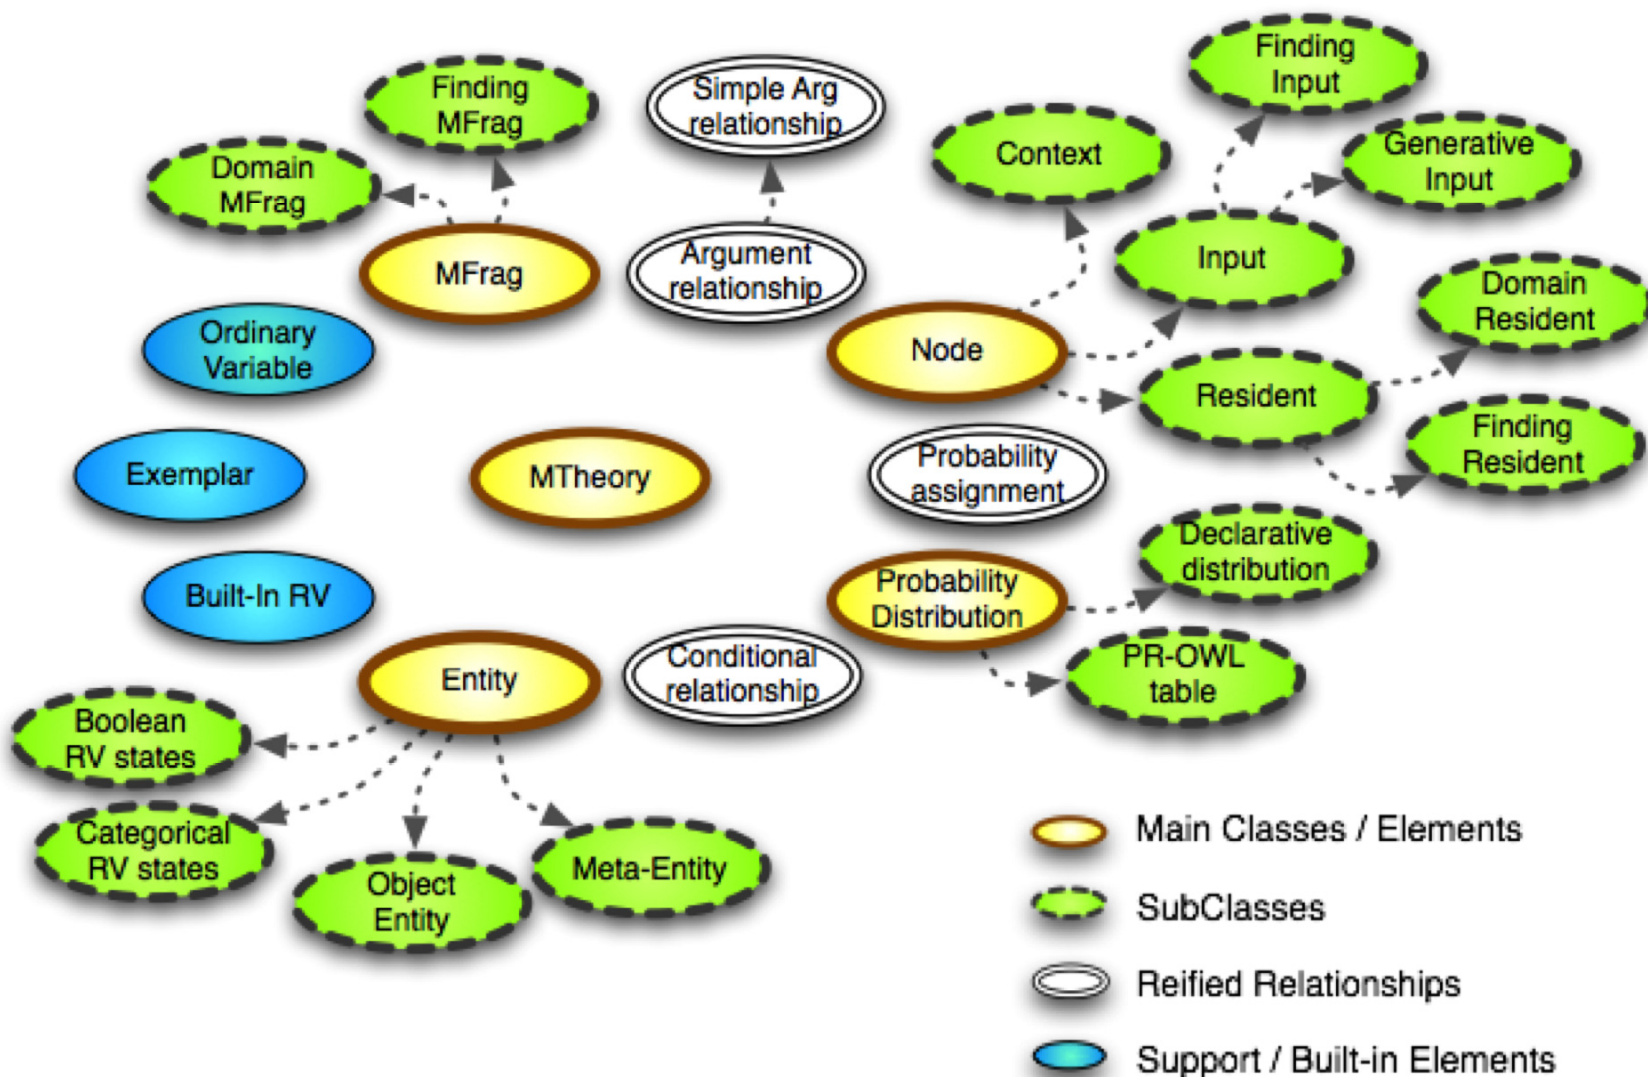 Finding
MFrag
Domain
MFrag
MFrag
Simple Arg
relationship
Argument
relationship
Context
Finding
Input
Generative
Input
Input
Domain
Resident
Node
Resident
Finding
Resident
Ordinary
Variable
Exemplar
MTheory
Probability
assignment
Built-In RV
Probability
Distribution
Declarative
distribution
PR-OWL
table
Entity
Conditional
relationship
Boolean
RV states
Categorical
RV states
Object
Entity
Meta-Entity
Main Classes / Elements
SubClasses
Reified Relationships
Support / Built-in Elements